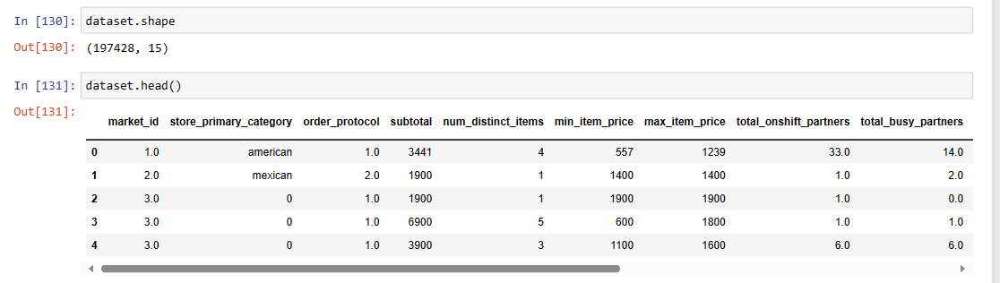 In [130]: dataset.shape
Out[130]: (197428, 15)
In [131]: dataset.head()
Out[131]:
market_id store_primary_category order_protocol subtotal num_distinct_items min_item_price max_item_price total_onshift_partners total_busy_partners
0 1.0 american 1.0 3441 4 557 1239 33.0 14.0
1 2.0 mexican 2.0 1900 1 1400 1400 1.0 2.0
2 3.0 0 1.0 1900 1 1900 1900 1.0 0.0
3 3.0 0 1.0 6900 5 600 1800 1.0 1.0
4 3.0 0 1.0 3900 3 1100 1600 6.0 6.0